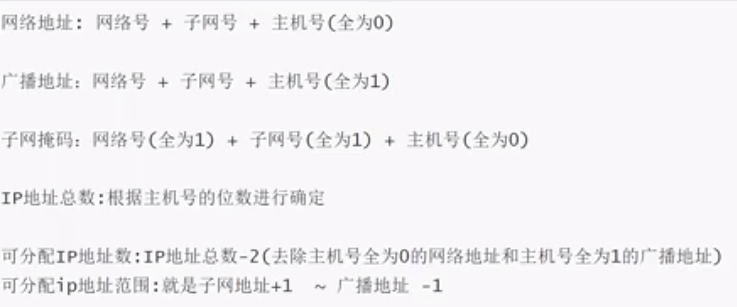 网络地址: 网络号 + 子网号 + 主机号(全为0)
广播地址：网络号 + 子网号 + 主机号(全为1)
子网掩码：网络号(全为1) + 子网号(全为1) + 主机号(全为0)
IP地址总数:根据主机号的位数进行确定
可分配IP地址数:IP地址总数-2(去除主机号全为0的网络地址和主机号全为1的广播地址)
可分配ip地址范围:就是子网地址+1 ~ 广播地址 -1